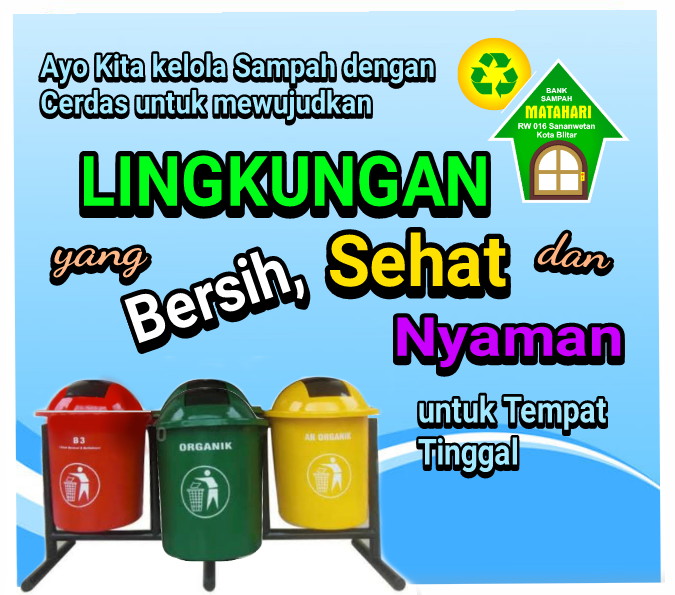 Ayo Kita kelola Sampah dengan
Cerdas untuk mewujudkan
BANK
SAMPAH
MATAHARI
RW 016 Sananwetan
Kota Blitar
LINGKUNGAN
yang
Bersih,
Sehat
dan
Nyaman
untuk Tempat
Tinggal
B3
ORGANIK
AN ORGANIK